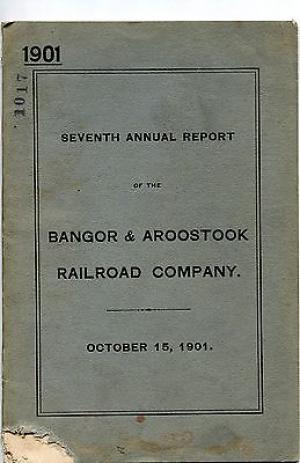 1901
1017
SEVENTH ANNUAL REPORT
OF THE
BANGOR & AROOSTOOK
RAILROAD COMPANY.
OCTOBER 15, 1901.